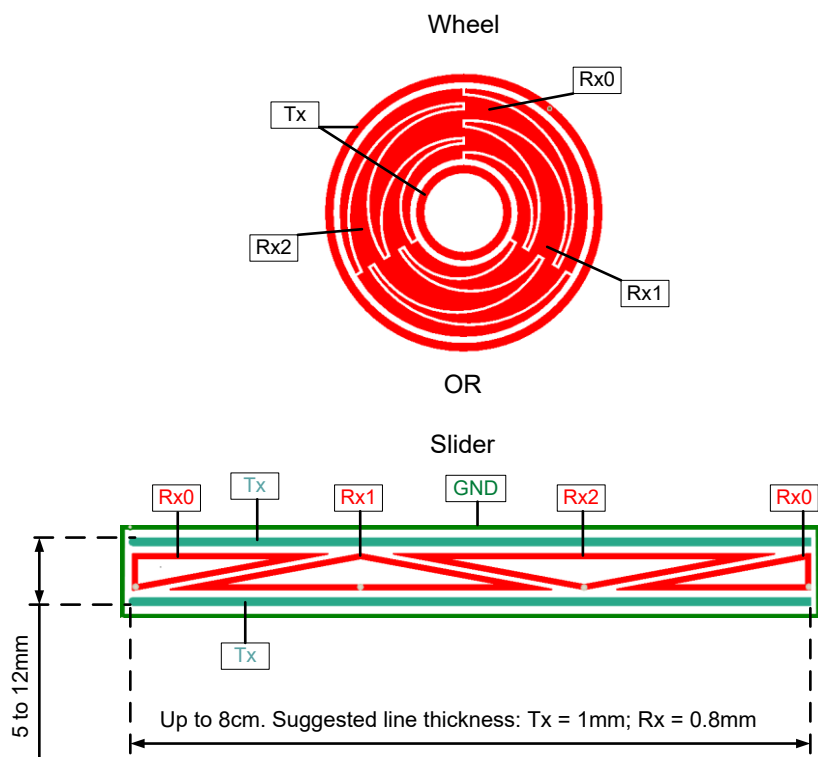 Wheel
Rx0
Tx
Rx2
Rx1
OR
Slider
Tx
GND
Rx0
Rx1
Rx2
Rx0
Tx
5 to 12mm
Up to 8cm. Suggested line thickness: Tx = 1mm; Rx = 0.8mm